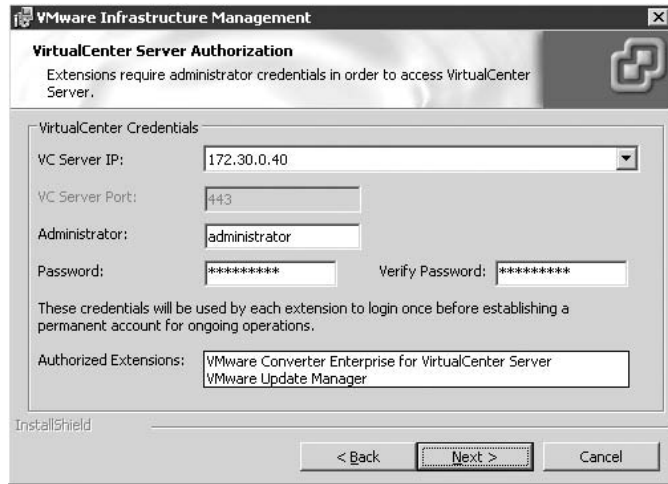 VMware Infrastructure Management
VirtualCenter Server Authorization
Extensions require administrator credentials in order to access VirtualCenter
Server.
VirtualCenter Credentials
VC Server IP: 172.30.0.40
VC Server Port: 443
Administrator: administrator
Password: ********* Verify Password: *********
These credentials will be used by each extension to login once before establishing a
permanent account for ongoing operations.
Authorized Extensions: VMware Converter Enterprise for VirtualCenter Server
VMware Update Manager
InstallShield
< Back Next > Cancel